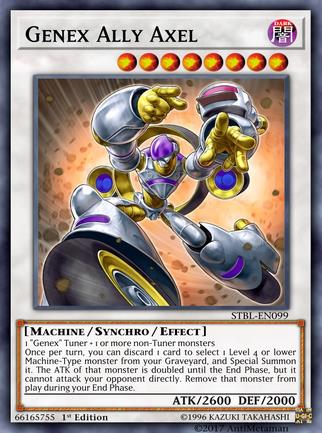 GENEX ALLY AXEL
DARK
闇
STBL-EN099
[MACHINE / SYNCHRO / EFFECT]
1 "Genex" Tuner + 1 or more non-Tuner monsters
Once per turn, you can discard 1 card to select 1 Level 4 or lower
Machine-Type monster from your Graveyard, and Special Summon
it. The ATK of that monster is doubled until the End Phase, but it
cannot attack your opponent directly. Remove that monster from
play during your End Phase.
ATK/2600 DEF/2000
66165755 1st Edition ©1996 KAZUKI TAKAHASHI
©2017 AntiMetaman